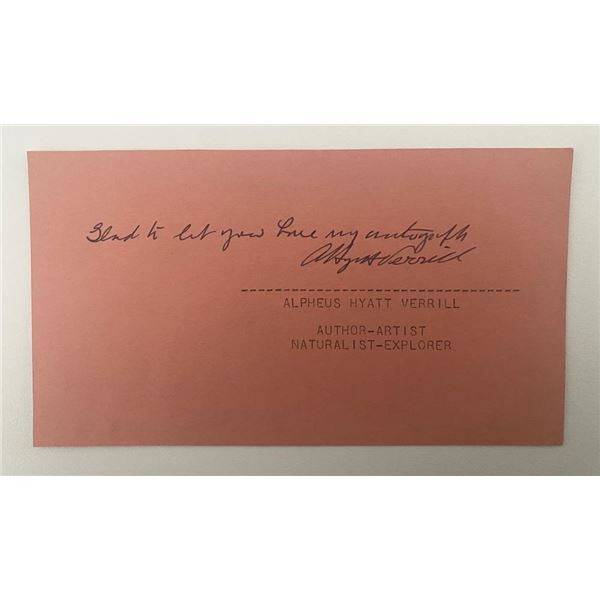 Glad to let you have my autograph
A Hyatt Verrill
ALPHEUS HYATT VERRILL
AUTHOR-ARTIST
NATURALIST-EXPLORER